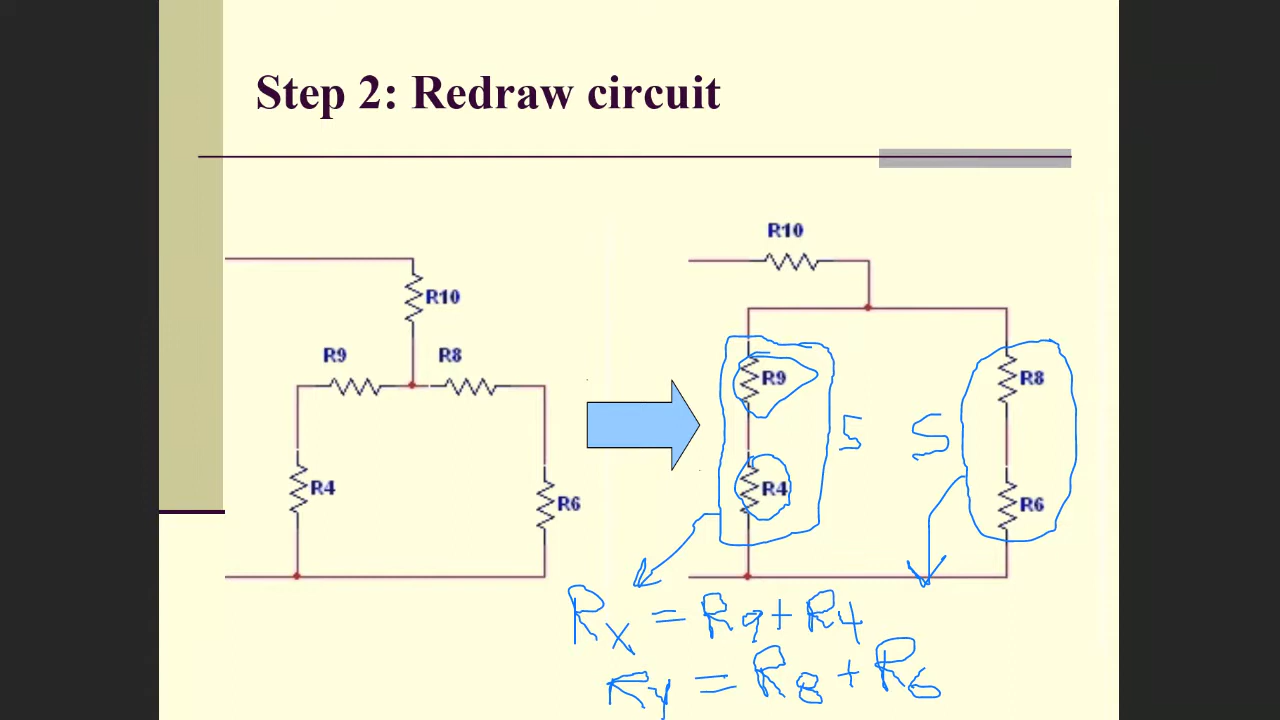 Step 2: Redraw circuit
R10
R10
R9 R8
R4
R6
R9
R4
S S
R8
R6
Rx = R9 + R4
Ry = R8 + R6